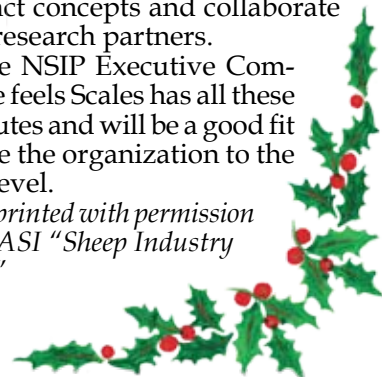 act concepts and collaborate
research partners.
e NSIP Executive Com-
e feels Scales has all these
utes and will be a good fit
e the organization to the
evel.
printed with permission
ASI “Sheep Industry
”